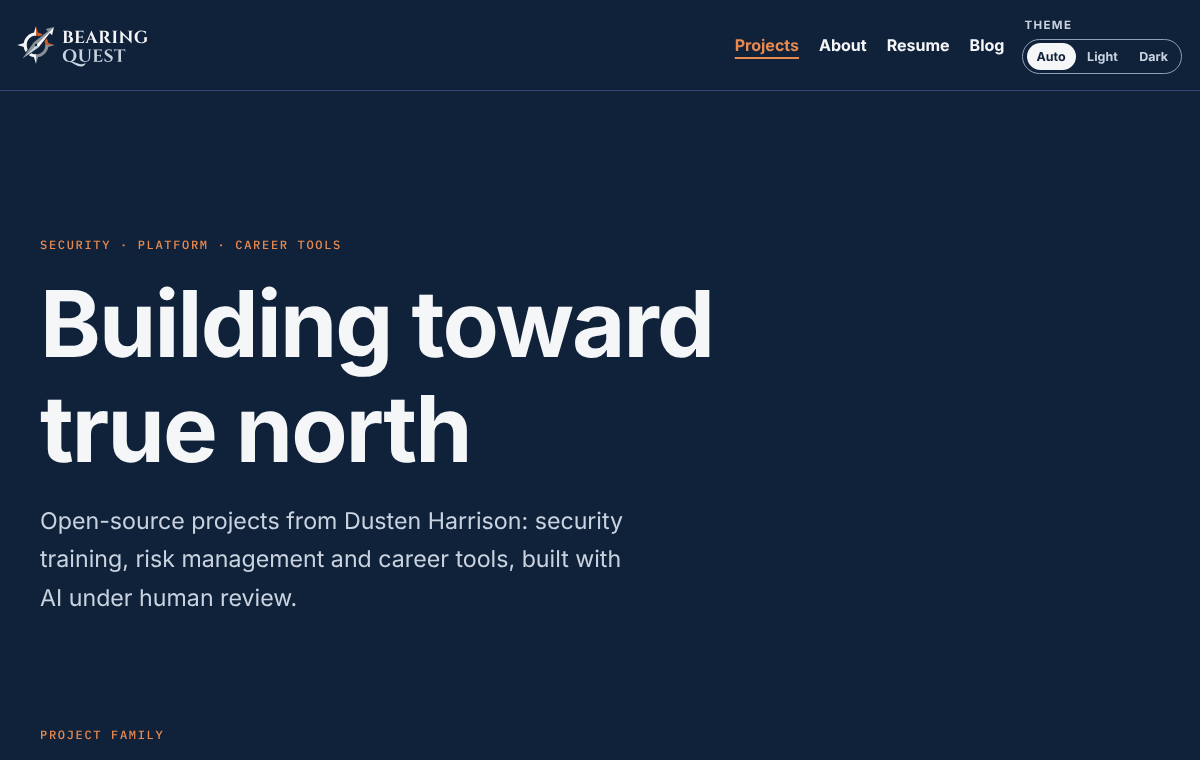 BEARING
QUEST
Projects
About
Resume
Blog
THEME
Auto
Light
Dark
SECURITY · PLATFORM · CAREER TOOLS
Building toward
true north
Open-source projects from Dusten Harrison: security
training, risk management and career tools, built with
AI under human review.
PROJECT FAMILY